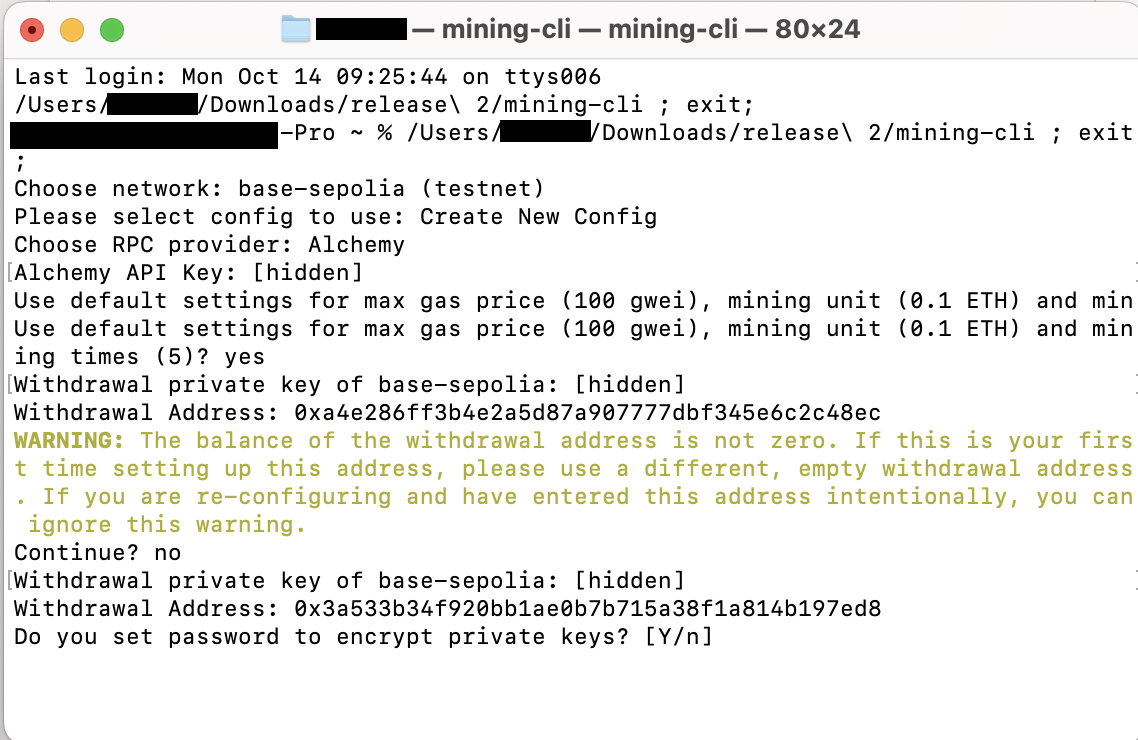 — mining-cli — mining-cli — 80×24
Last login: Mon Oct 14 09:25:44 on ttys006
/Users/ /Downloads/release\ 2/mining-cli ; exit;
-Pro ~ % /Users/ /Downloads/release\ 2/mining-cli ; exit
;
Choose network: base-sepolia (testnet)
Please select config to use: Create New Config
Choose RPC provider: Alchemy
[Alchemy API Key: [hidden]
Use default settings for max gas price (100 gwei), mining unit (0.1 ETH) and min
Use default settings for max gas price (100 gwei), mining unit (0.1 ETH) and min
ing times (5)? yes
[Withdrawal private key of base-sepolia: [hidden]
Withdrawal Address: 0xa4e286ff3b4e2a5d87a907777dbf345e6c2c48ec
WARNING: The balance of the withdrawal address is not zero. If this is your firs
t time setting up this address, please use a different, empty withdrawal address
. If you are re-configuring and have entered this address intentionally, you can
 ignore this warning.
Continue? no
[Withdrawal private key of base-sepolia: [hidden]
Withdrawal Address: 0x3a533b34f920bb1ae0b7b715a38f1a814b197ed8
Do you set password to encrypt private keys? [Y/n]